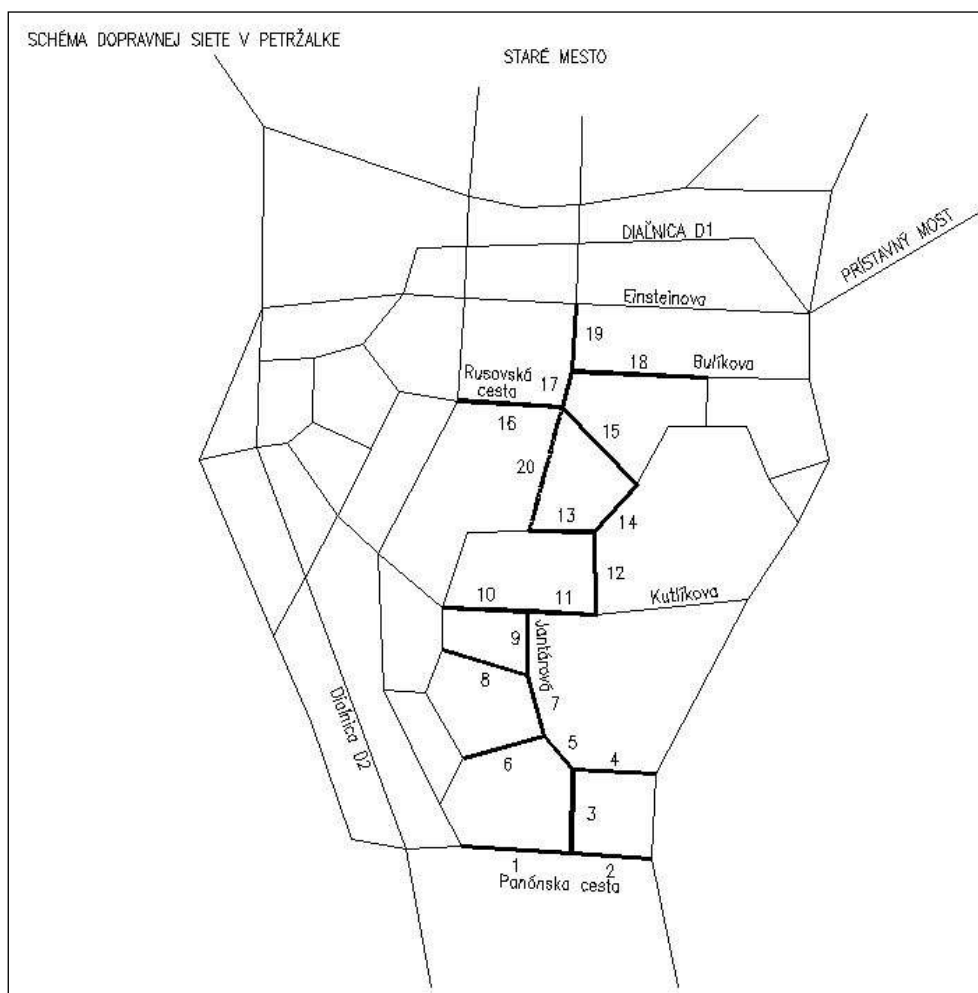 SCHÉMA DOPRAVNEJ SIETE V PETRŽALKE
STARÉ MESTO
DIAĽNICA D1
PRÍSTAVNÝ MOST
Einsteinova
19
18
Bulíkova
Rusovská
cesta
17
16
15
20
13
14
12
10
11
Kutlíkova
9
Jantárová
8
7
Diaľnica D2
5
6
4
3
1
2
Panónska cesta